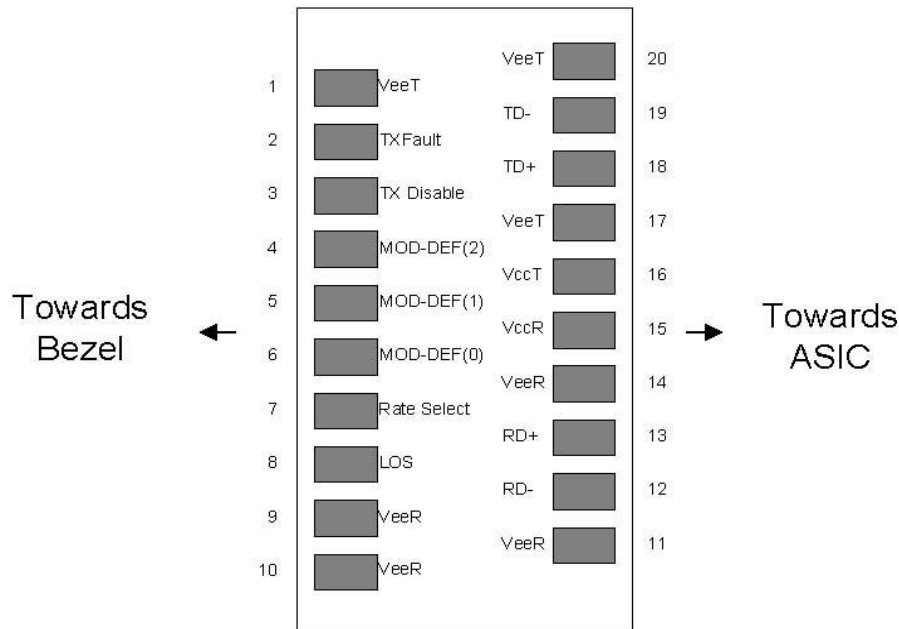 1 VeeT
2 TXFault
3 TX Disable
4 MOD-DEF(2)
5 MOD-DEF(1)
6 MOD-DEF(0)
7 Rate Select
8 LOS
9 VeeR
10 VeeR
VeeT 20
TD- 19
TD+ 18
VeeT 17
VccT 16
VccR 15
VeeR 14
RD+ 13
RD- 12
VeeR 11
Towards
Bezel
Towards
ASIC